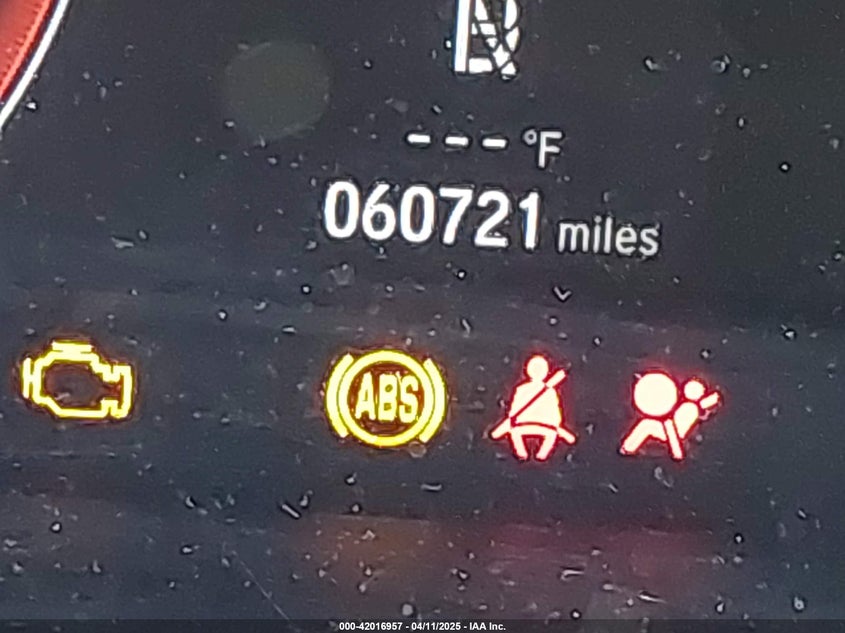 --- °F
060721 miles
ABS
000-42016957 - 04/11/2025 - IAA Inc.